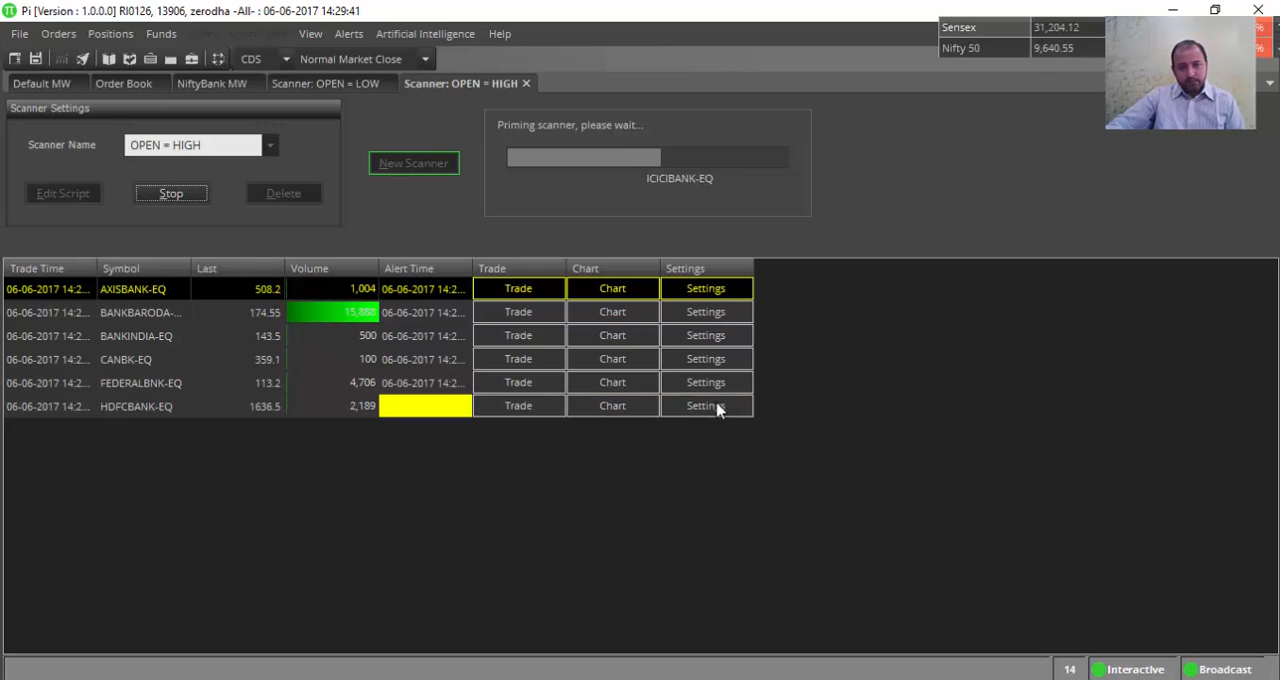 Pi [Version : 1.0.0.0] RI0126, 13906, zerodha -All- : 06-06-2017 14:29:41
File Orders Positions Funds View Alerts Artificial Intelligence Help
Sensex 31,204.12 %
Nifty 50 9,640.55 %
CDS Normal Market Close
Default MW Order Book NiftyBank MW Scanner: OPEN = LOW Scanner: OPEN = HIGH
Scanner Settings
Scanner Name OPEN = HIGH
Edit Script Stop Delete
New Scanner
Priming scanner, please wait...
ICICIBANK-EQ
Trade Time Symbol Last Volume Alert Time Trade Chart Settings
06-06-2017 14:2... AXISBANK-EQ 508.2 1,004 06-06-2017 14:2... Trade Chart Settings
06-06-2017 14:2... BANKBARODA-... 174.55 15,888 06-06-2017 14:2... Trade Chart Settings
06-06-2017 14:2... BANKINDIA-EQ 143.5 500 06-06-2017 14:2... Trade Chart Settings
06-06-2017 14:2... CANBK-EQ 359.1 100 06-06-2017 14:2... Trade Chart Settings
06-06-2017 14:2... FEDERALBNK-EQ 113.2 4,706 06-06-2017 14:2... Trade Chart Settings
06-06-2017 14:2... HDFCBANK-EQ 1636.5 2,189 Trade Chart Settings
14 Interactive Broadcast